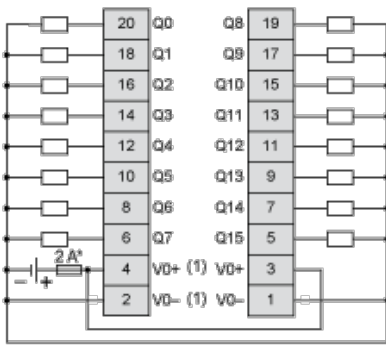 20 Q0 Q8 19
18 Q1 Q9 17
16 Q2 Q10 15
14 Q3 Q11 13
12 Q4 Q12 11
10 Q5 Q13 9
8 Q6 Q14 7
6 Q7 Q15 5
2 A*
− + 4 V0+ (1) V0+ 3
2 V0– (1) V0– 1